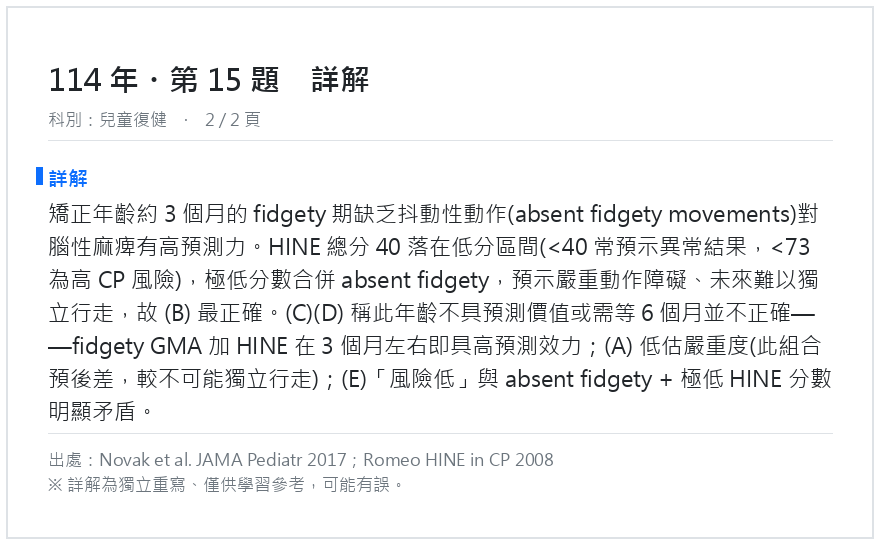 114 年・第 15 題　詳解
科別：兒童復健　·　2 / 2 頁
詳解
矯正年齡約 3 個月的 fidgety 期缺乏抖動性動作(absent fidgety movements)對
腦性麻痺有高預測力。HINE 總分 40 落在低分區間(<40 常預示異常結果，<73
為高 CP 風險)，極低分數合併 absent fidgety，預示嚴重動作障礙、未來難以獨
立行走，故 (B) 最正確。(C)(D) 稱此年齡不具預測價值或需等 6 個月並不正確—
—fidgety GMA 加 HINE 在 3 個月左右即具高預測效力；(A) 低估嚴重度(此組合
預後差，較不可能獨立行走)；(E)「風險低」與 absent fidgety + 極低 HINE 分數
明顯矛盾。
出處：Novak et al. JAMA Pediatr 2017；Romeo HINE in CP 2008
※ 詳解為獨立重寫、僅供學習參考，可能有誤。